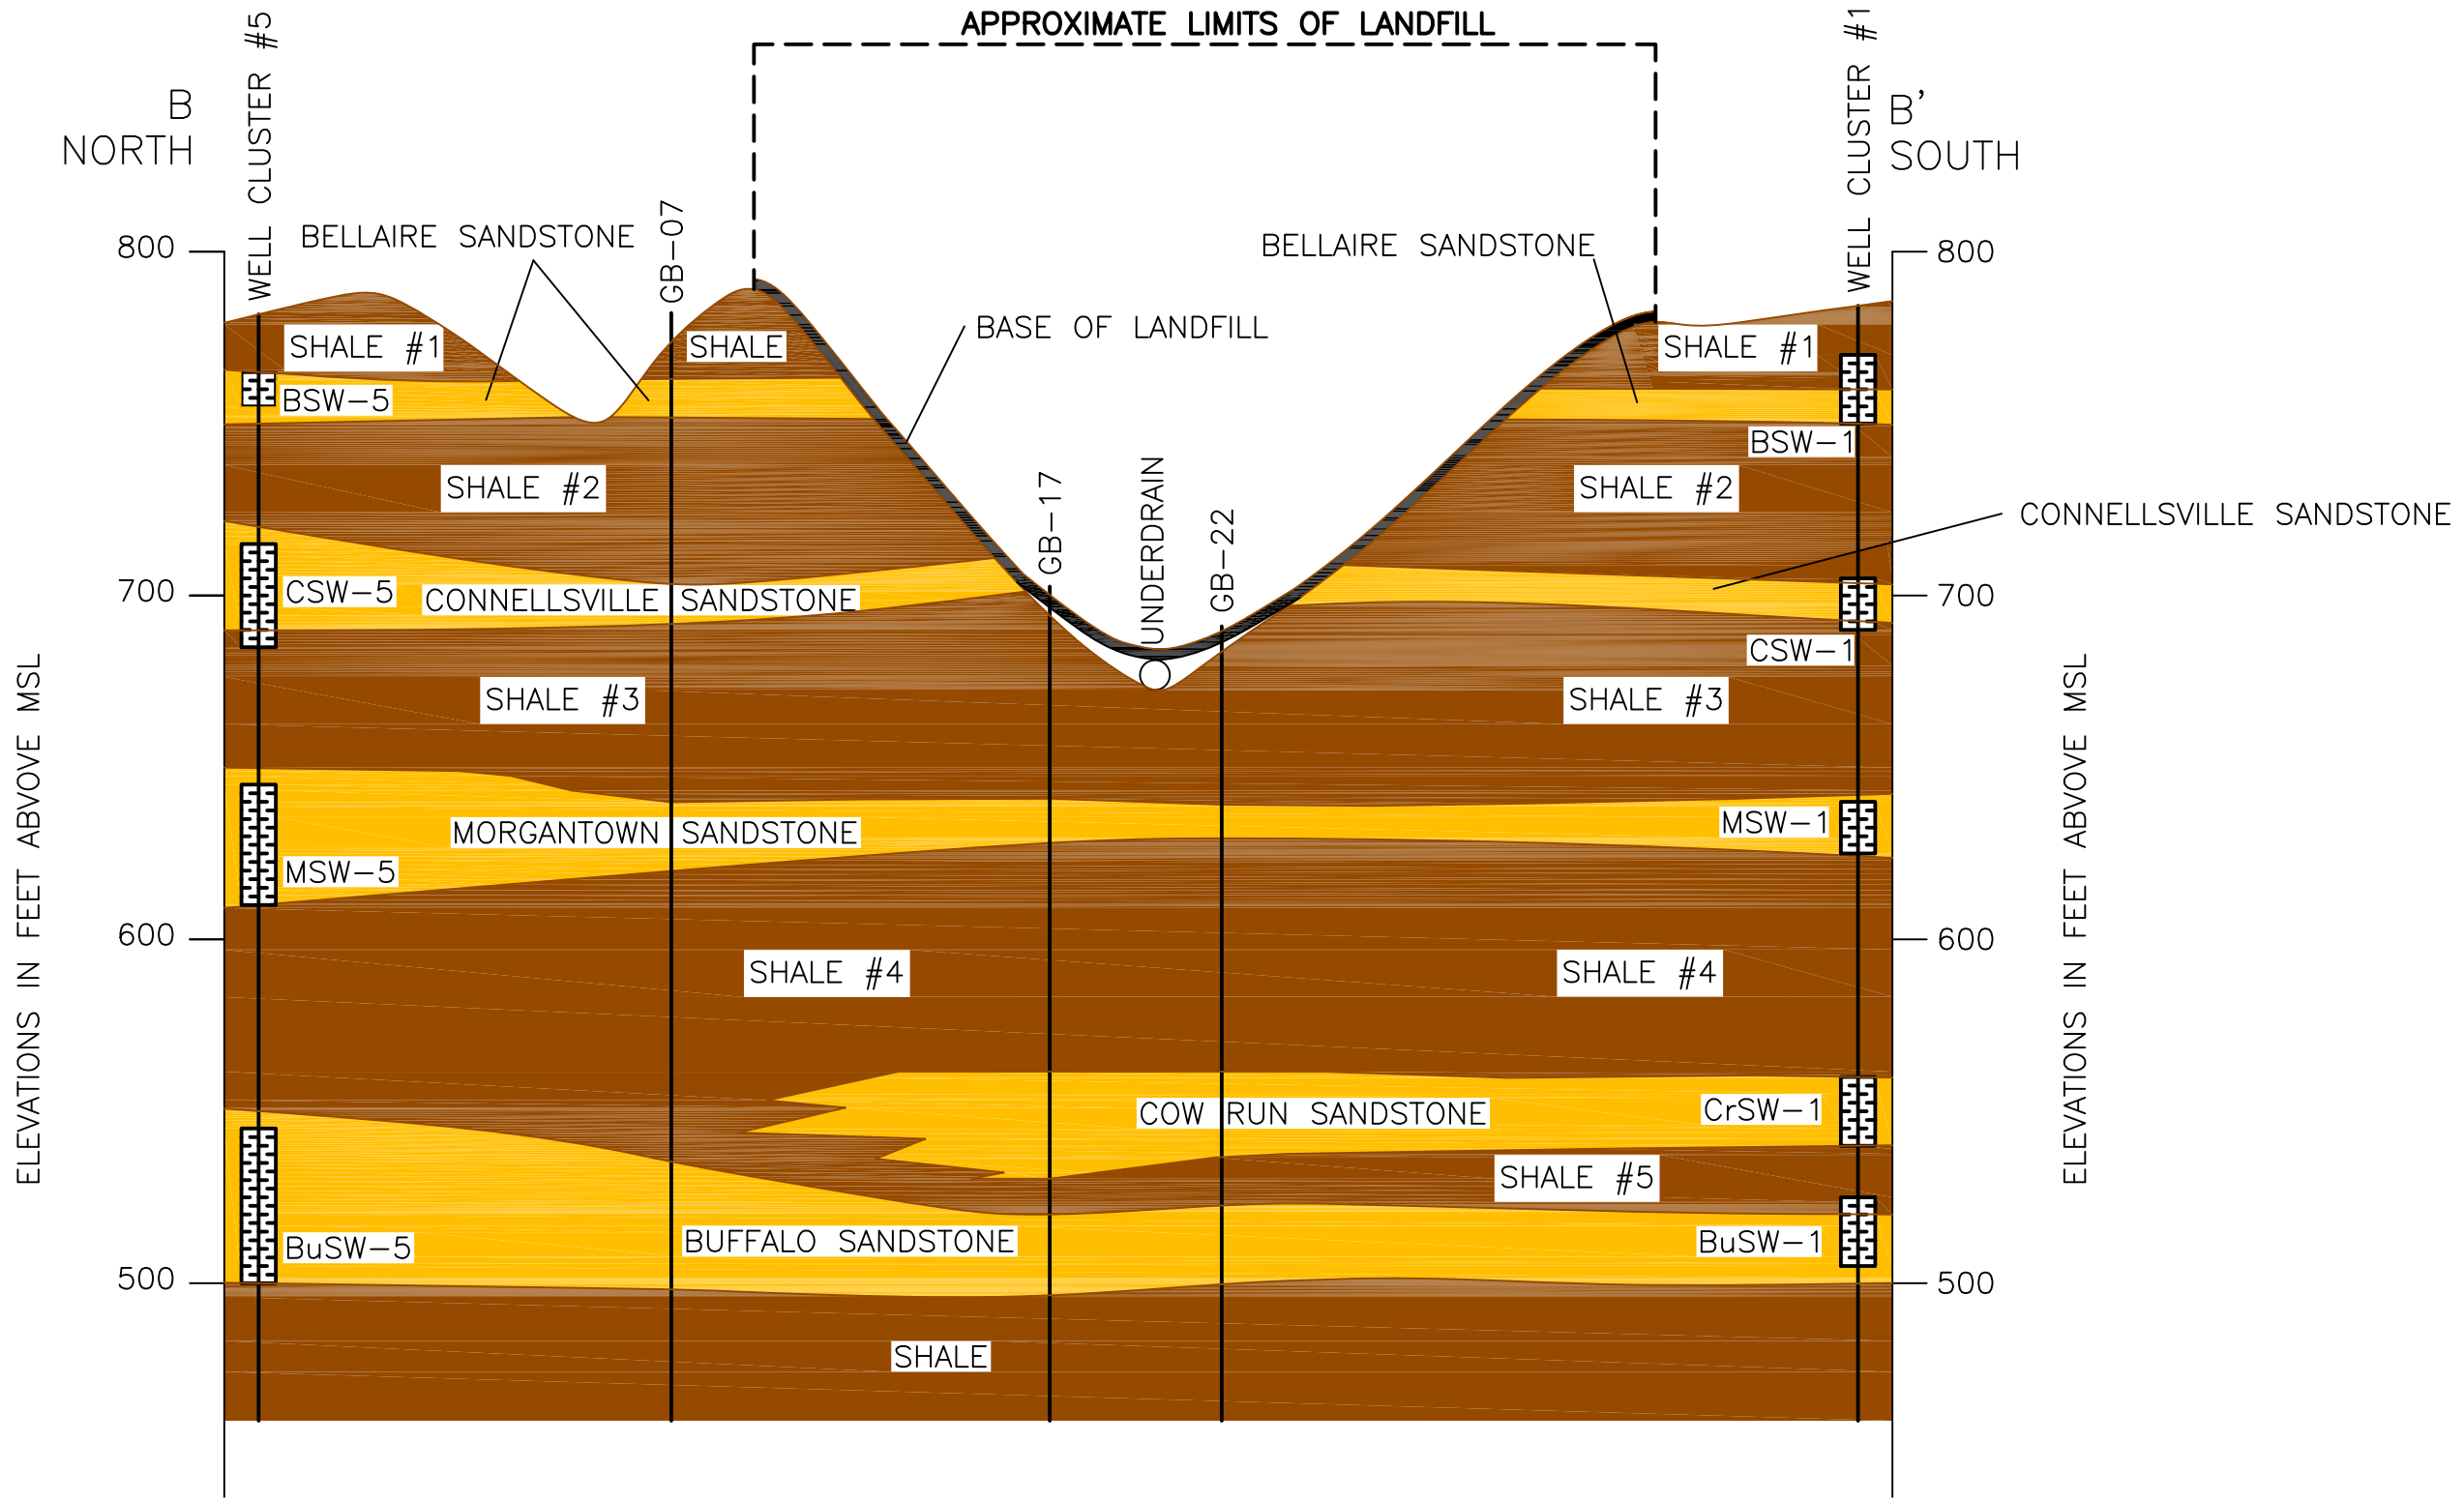 APPROXIMATE LIMITS OF LANDFILL
B
NORTH
WELL CLUSTER #5
WELL CLUSTER #1
B'
SOUTH
GB-07
BELLAIRE SANDSTONE
BELLAIRE SANDSTONE
800
800
BASE OF LANDFILL
SHALE #1
SHALE
SHALE #1
BSW-5
BSW-1
SHALE #2
SHALE #2
GB-17
UNDERDRAIN
GB-22
CONNELLSVILLE SANDSTONE
700
CSW-5
CONNELLSVILLE SANDSTONE
700
CSW-1
SHALE #3
SHALE #3
ELEVATIONS IN FEET ABVOVE MSL
ELEVATIONS IN FEET ABVOVE MSL
MORGANTOWN SANDSTONE
MSW-1
MSW-5
600
600
SHALE #4
SHALE #4
COW RUN SANDSTONE
CrSW-1
SHALE #5
BuSW-5
BUFFALO SANDSTONE
BuSW-1
500
500
SHALE